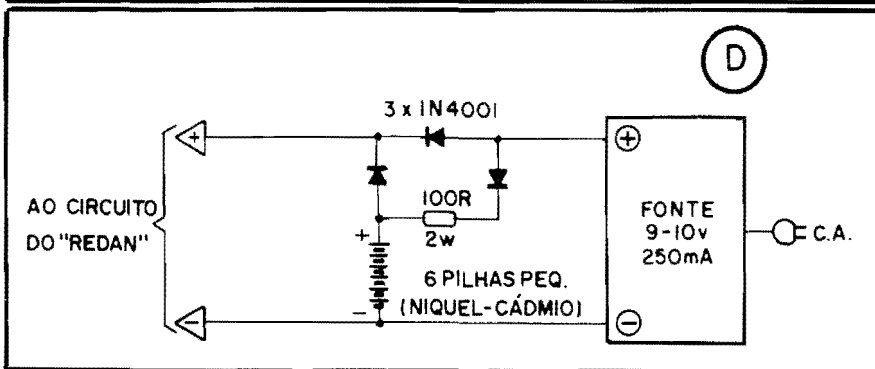 D
3 x 1N4001
+
+
AO CIRCUITO
DO "REDAN"
100R
2w
+
FONTE
9-10v
250mA
C.A.
6 PILHAS PEQ.
(NIQUEL-CÁDMIO)
-
-
-